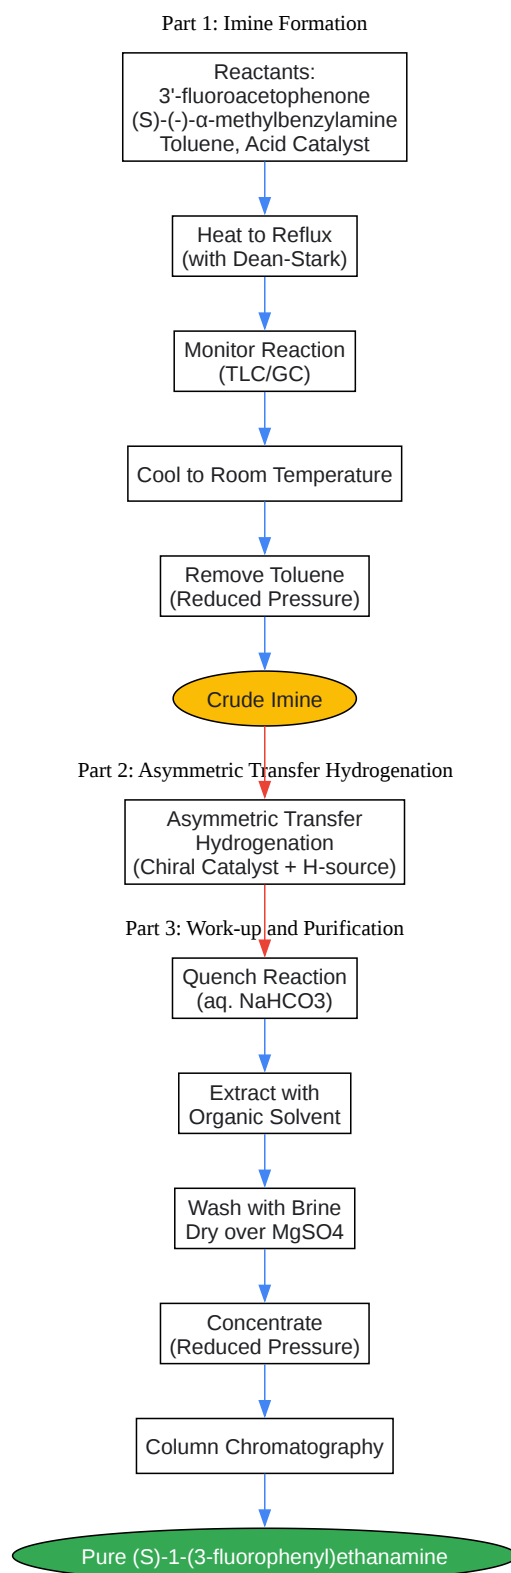 Part 1: Imine Formation
Reactants:
3'-fluoroacetophenone
(S)-(-)-α-methylbenzylamine
Toluene, Acid Catalyst
Heat to Reflux
(with Dean-Stark)
Monitor Reaction
(TLC/GC)
Cool to Room Temperature
Remove Toluene
(Reduced Pressure)
Crude Imine
Part 2: Asymmetric Transfer Hydrogenation
Asymmetric Transfer
Hydrogenation
(Chiral Catalyst + H-source)
Part 3: Work-up and Purification
Quench Reaction
(aq. NaHCO3)
Extract with
Organic Solvent
Wash with Brine
Dry over MgSO4
Concentrate
(Reduced Pressure)
Column Chromatography
Pure (S)-1-(3-fluorophenyl)ethanamine